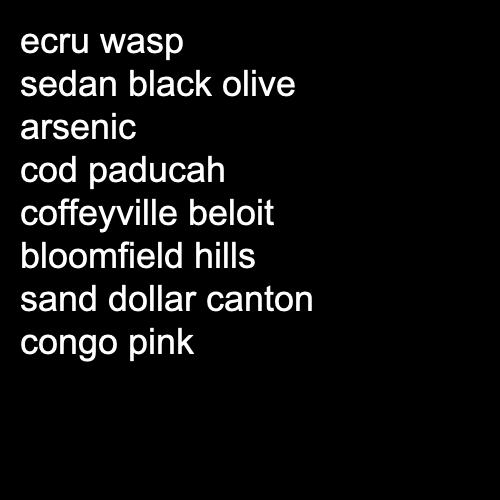 ecru wasp
sedan black olive
arsenic
cod paducah
coffeyville beloit
bloomfield hills
sand dollar canton
congo pink